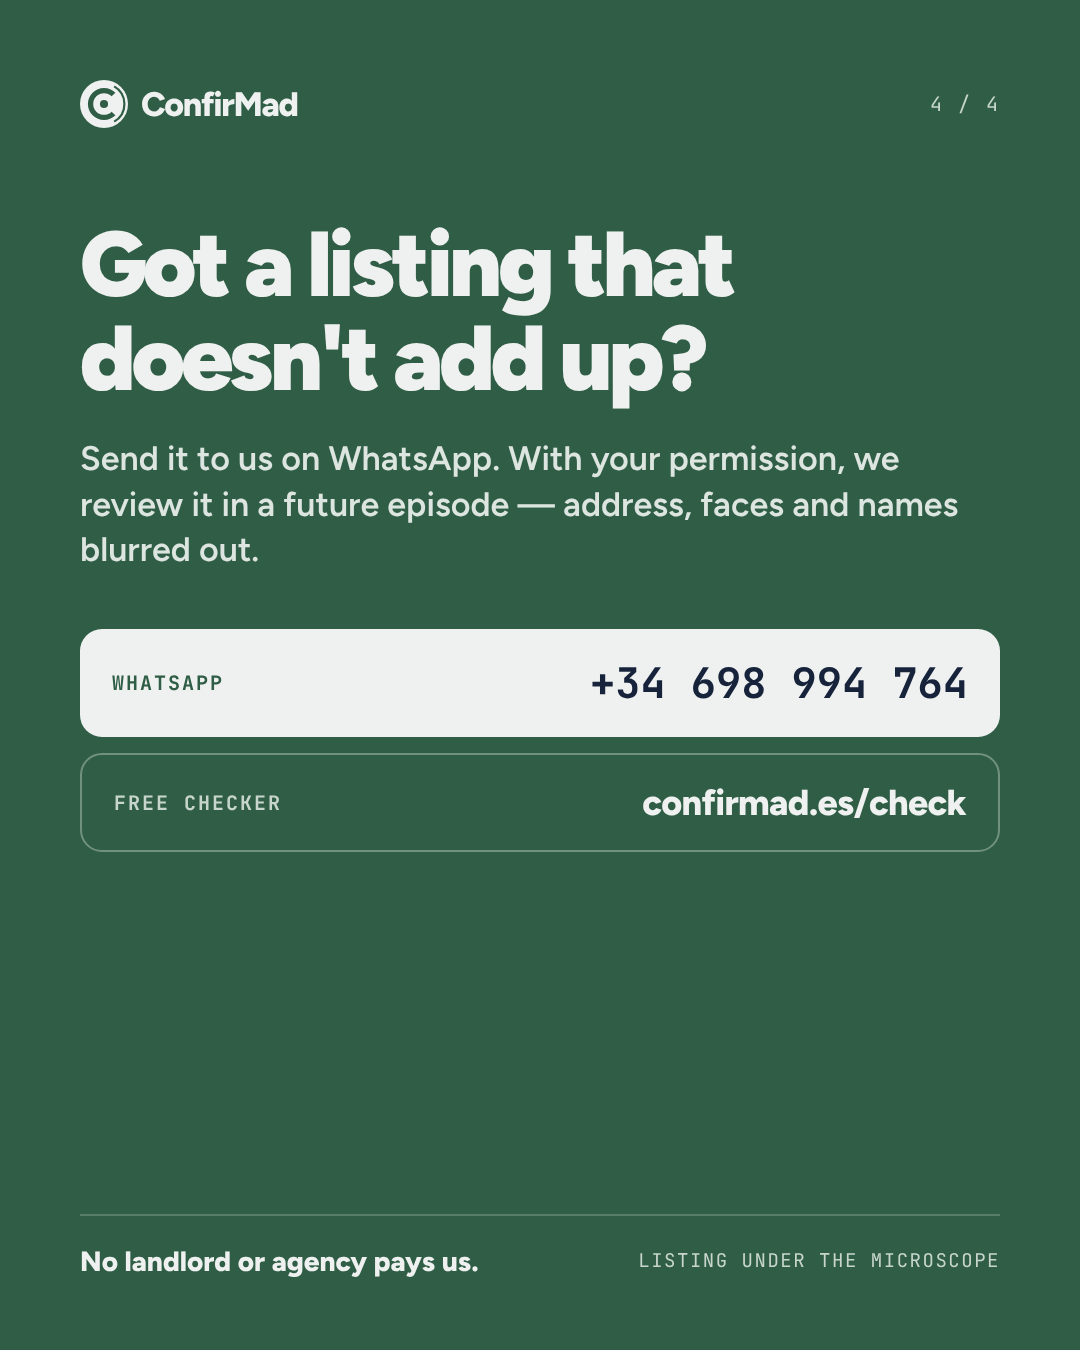 ConfirMad
4 / 4
Got a listing that
doesn't add up?
Send it to us on WhatsApp. With your permission, we
review it in a future episode — address, faces and names
blurred out.
WHATSAPP
+34 698 994 764
FREE CHECKER
confirmad.es/check
No landlord or agency pays us.
LISTING UNDER THE MICROSCOPE